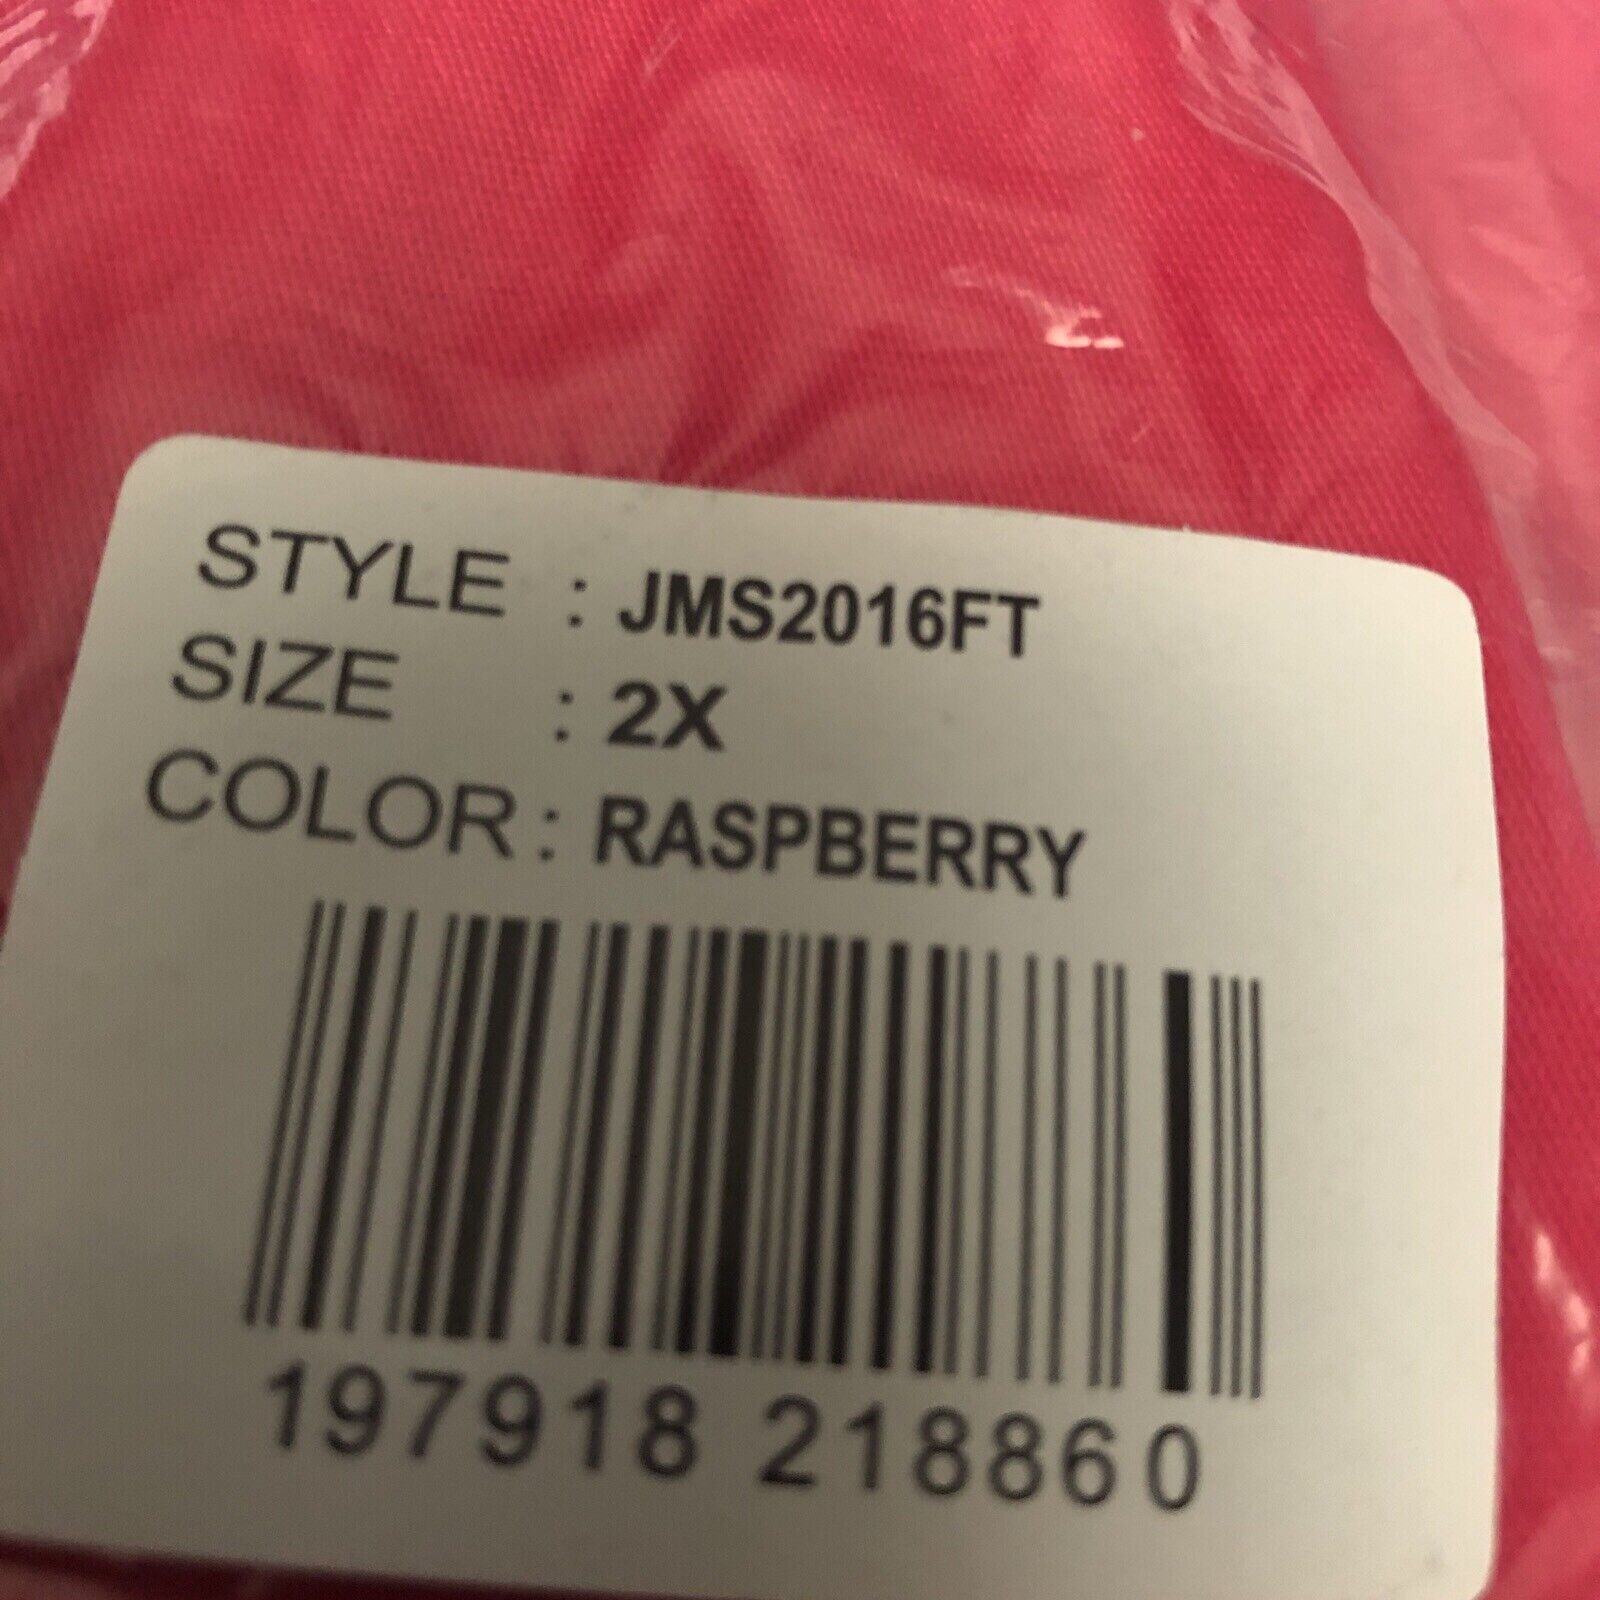 STYLE : JMS2016FT
SIZE : 2X
COLOR : RASPBERRY
197918 218860